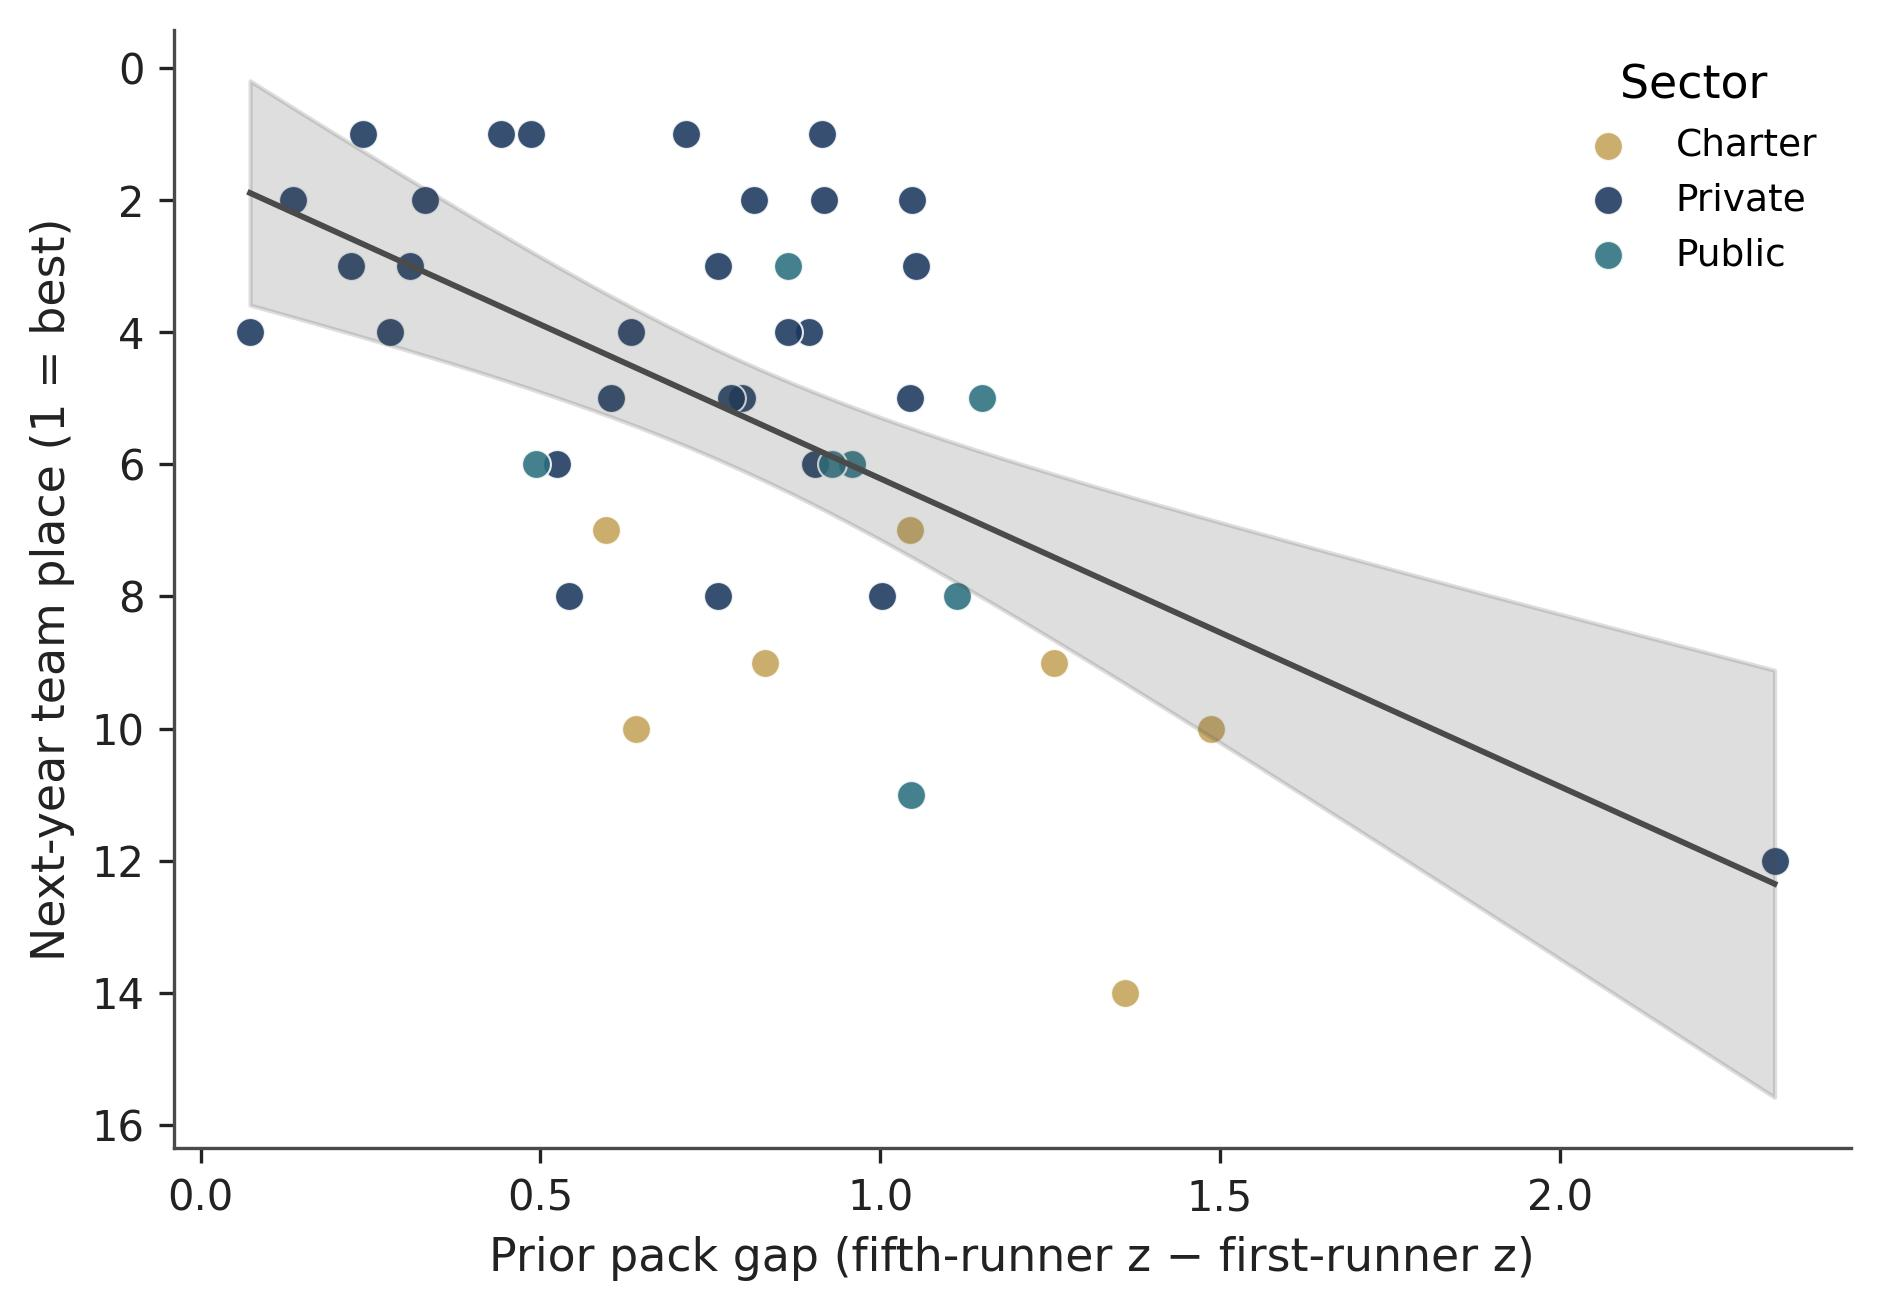 Next-year team place (1 = best)
0
2
4
6
8
10
12
14
16
Sector
Charter
Private
Public
0.0
0.5
1.0
1.5
2.0
Prior pack gap (fifth-runner z − first-runner z)